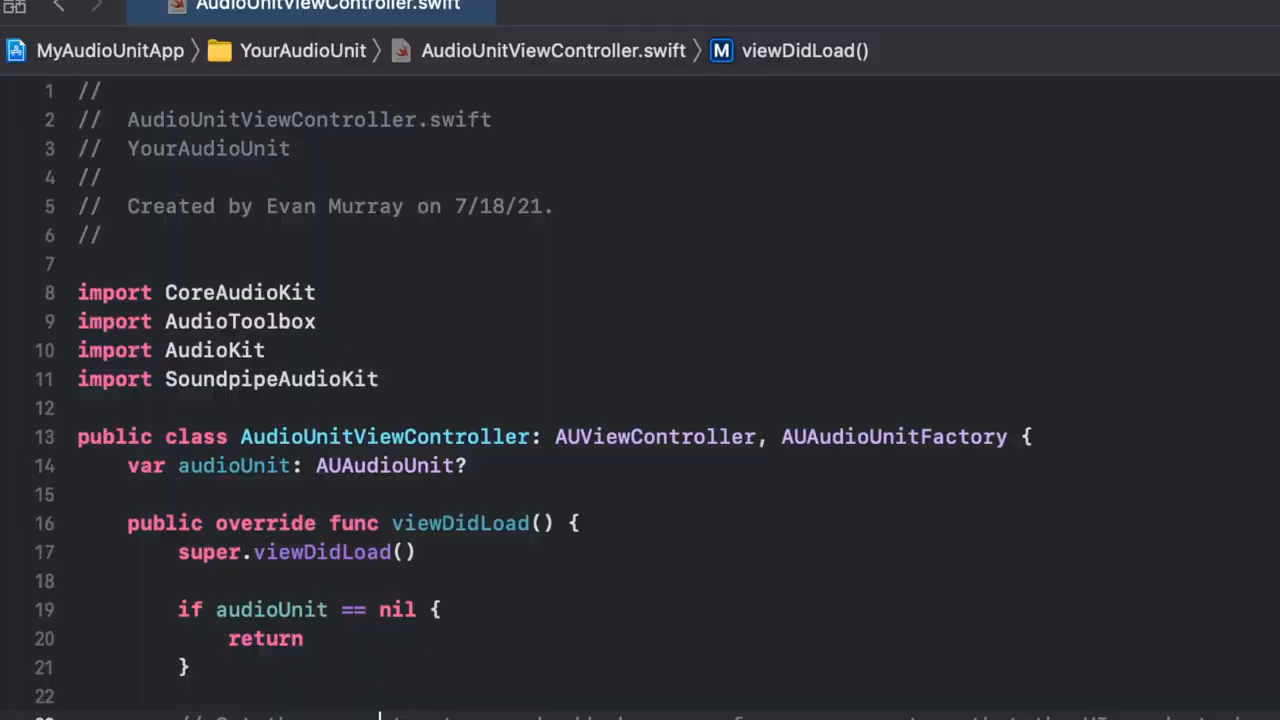 AudioUnitViewController.swift
MyAudioUnitApp 〉 YourAudioUnit 〉 AudioUnitViewController.swift 〉 M viewDidLoad()
1 //
2 // AudioUnitViewController.swift
3 // YourAudioUnit
4 //
5 // Created by Evan Murray on 7/18/21.
6 //
7
8 import CoreAudioKit
9 import AudioToolbox
10 import AudioKit
11 import SoundpipeAudioKit
12
13 public class AudioUnitViewController: AUViewController, AUAudioUnitFactory {
14 var audioUnit: AUAudioUnit?
15
16 public override func viewDidLoad() {
17 super.viewDidLoad()
18
19 if audioUnit == nil {
20 return
21 }
22